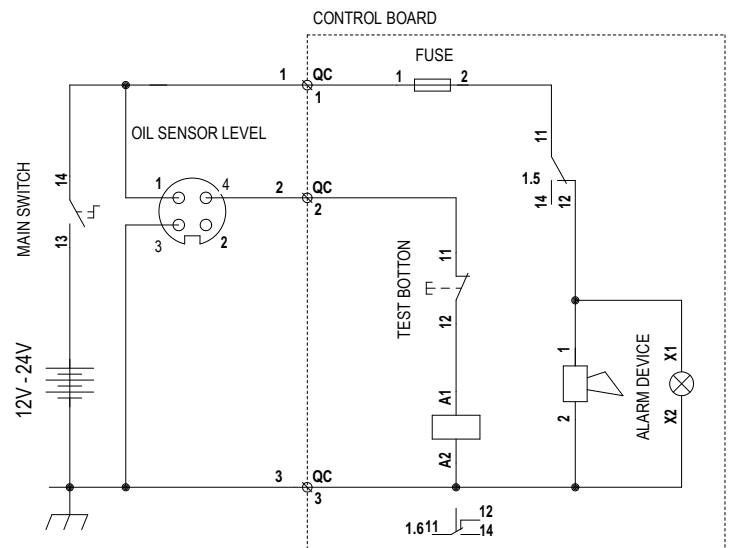 CONTROL BOARD
FUSE
1 QC 1 2
1
11
OIL SENSOR LEVEL
14
MAIN SWITCH
13
1 4
3 2
2 QC
2
1.5
14 12
11
TEST BOTTON
12
12V - 24V
A1
A2
1
2
ALARM DEVICE
X1
X2
3 QC
3
12
1.6 11 14